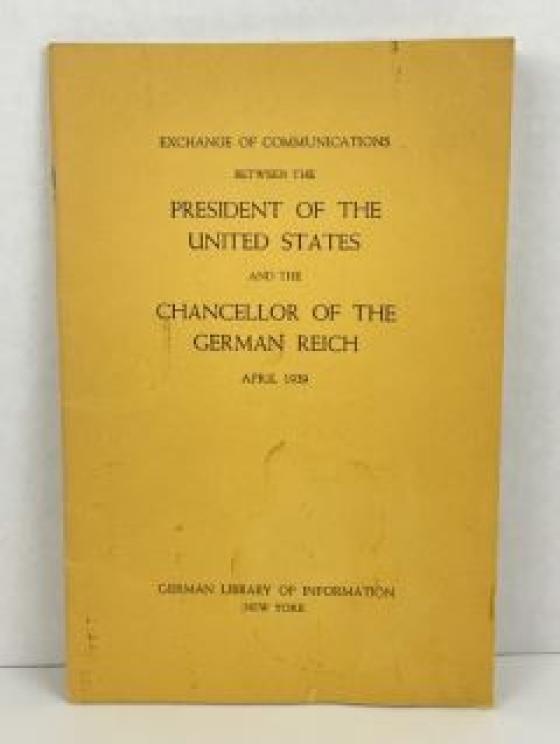 EXCHANGE OF COMMUNICATIONS
BETWEEN THE
PRESIDENT OF THE
UNITED STATES
AND THE
CHANCELLOR OF THE
GERMAN REICH
APRIL 1939
GERMAN LIBRARY OF INFORMATION
NEW YORK